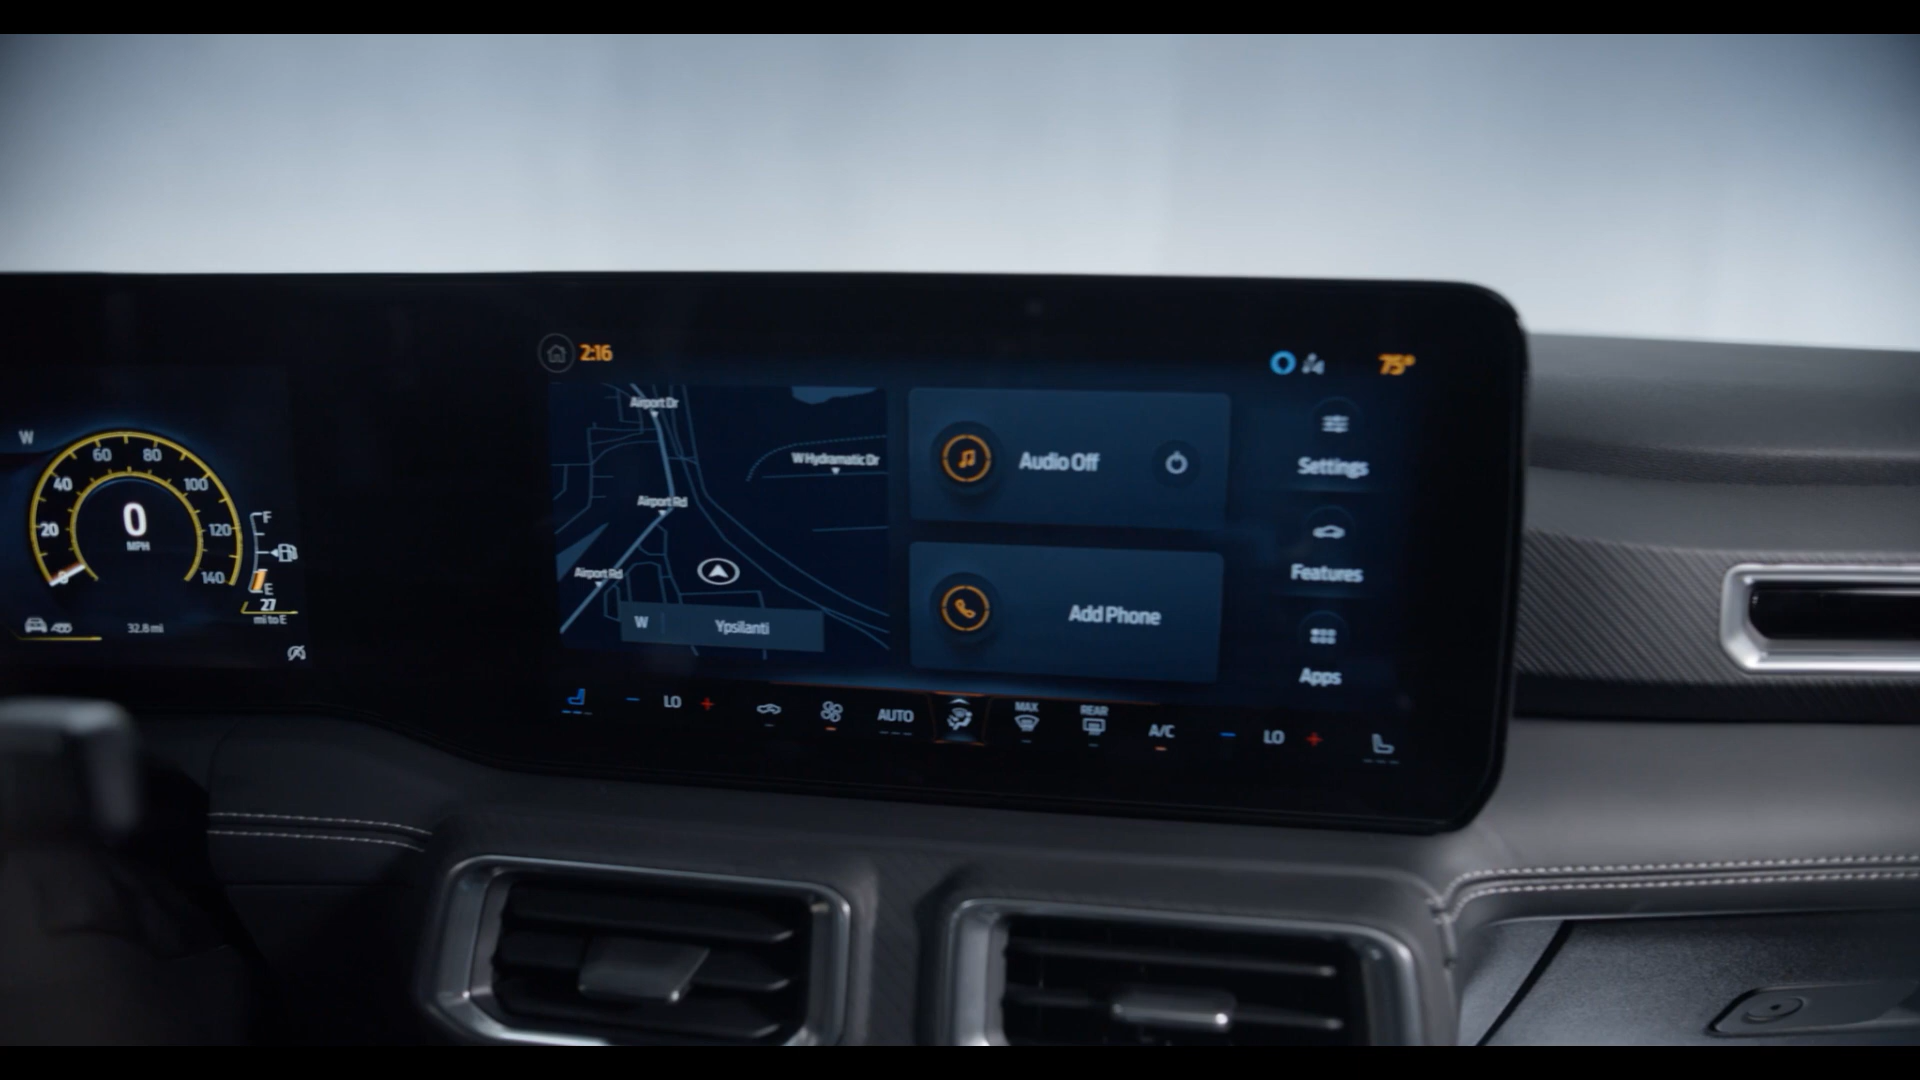 W
60 80
40 100
20 120
0
MPH
0 140
F
E
27
mi to E
32.8 mi
2:16
75°
Airport Dr
W Hydramatic Dr
Airport Rd
Airport Rd
W Ypsilanti
Audio Off
Add Phone
Settings
Features
Apps
− LO + AUTO MAX REAR A/C − LO +